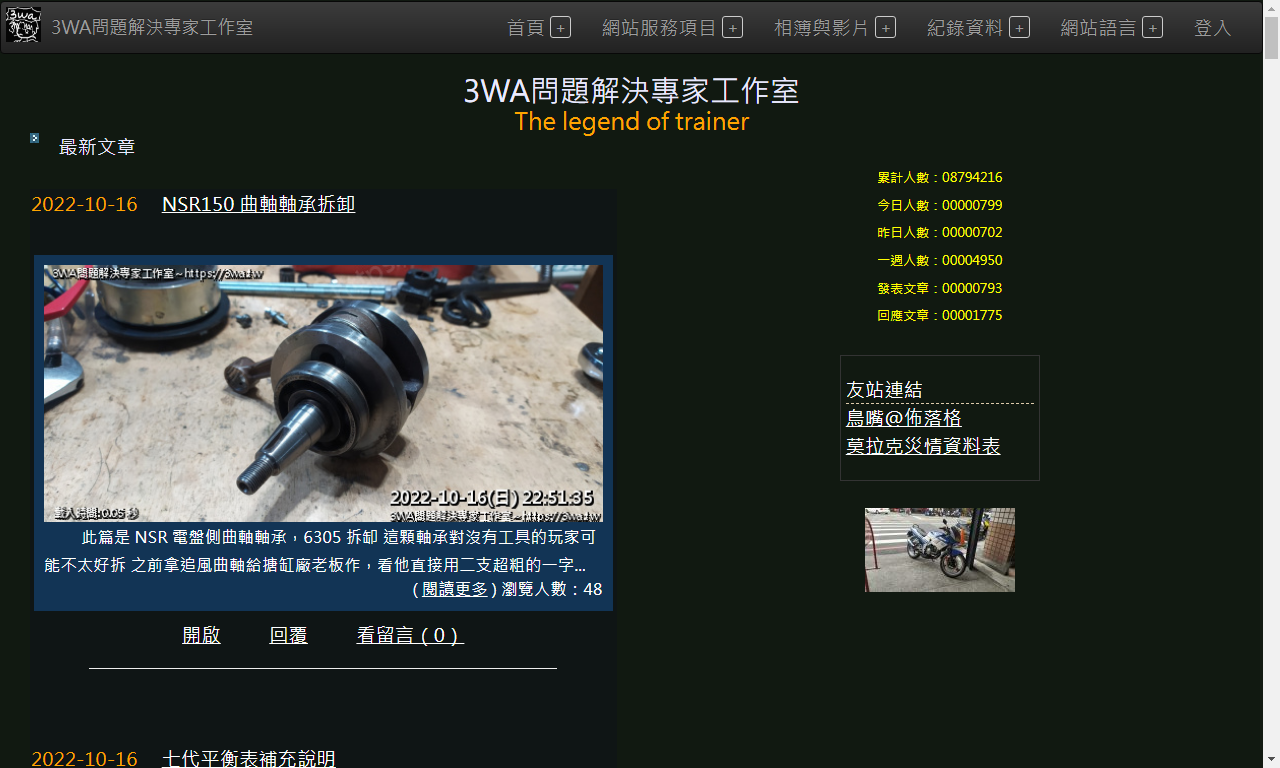 3WA問題解決專家工作室
首頁 +
網站服務項目 +
相簿與影片 +
紀錄資料 +
網站語言 +
登入
3WA問題解決專家工作室
The legend of trainer
最新文章
2022-10-16 NSR150 曲軸軸承拆卸
3WA問題解決專家工作室~https://3wa.tw
2022-10-16(日) 22:51:35
載入時間:0.05 秒
3WA問題解決專家工作室~https://3wa.tw
此篇是 NSR 電盤側曲軸軸承，6305 拆卸 這顆軸承對沒有工具的玩家可
能不太好拆 之前拿追風曲軸給搪缸廠老板作，看他直接用二支超粗的一字...
( 閱讀更多 ) 瀏覽人數：48
開啟 回覆 看留言 ( 0 )
2022-10-16 七代平衡表補充說明
累計人數：08794216
今日人數：00000799
昨日人數：00000702
一週人數：00004950
發表文章：00000793
回應文章：00001775
友站連結
鳥嘴@佈落格
莫拉克災情資料表